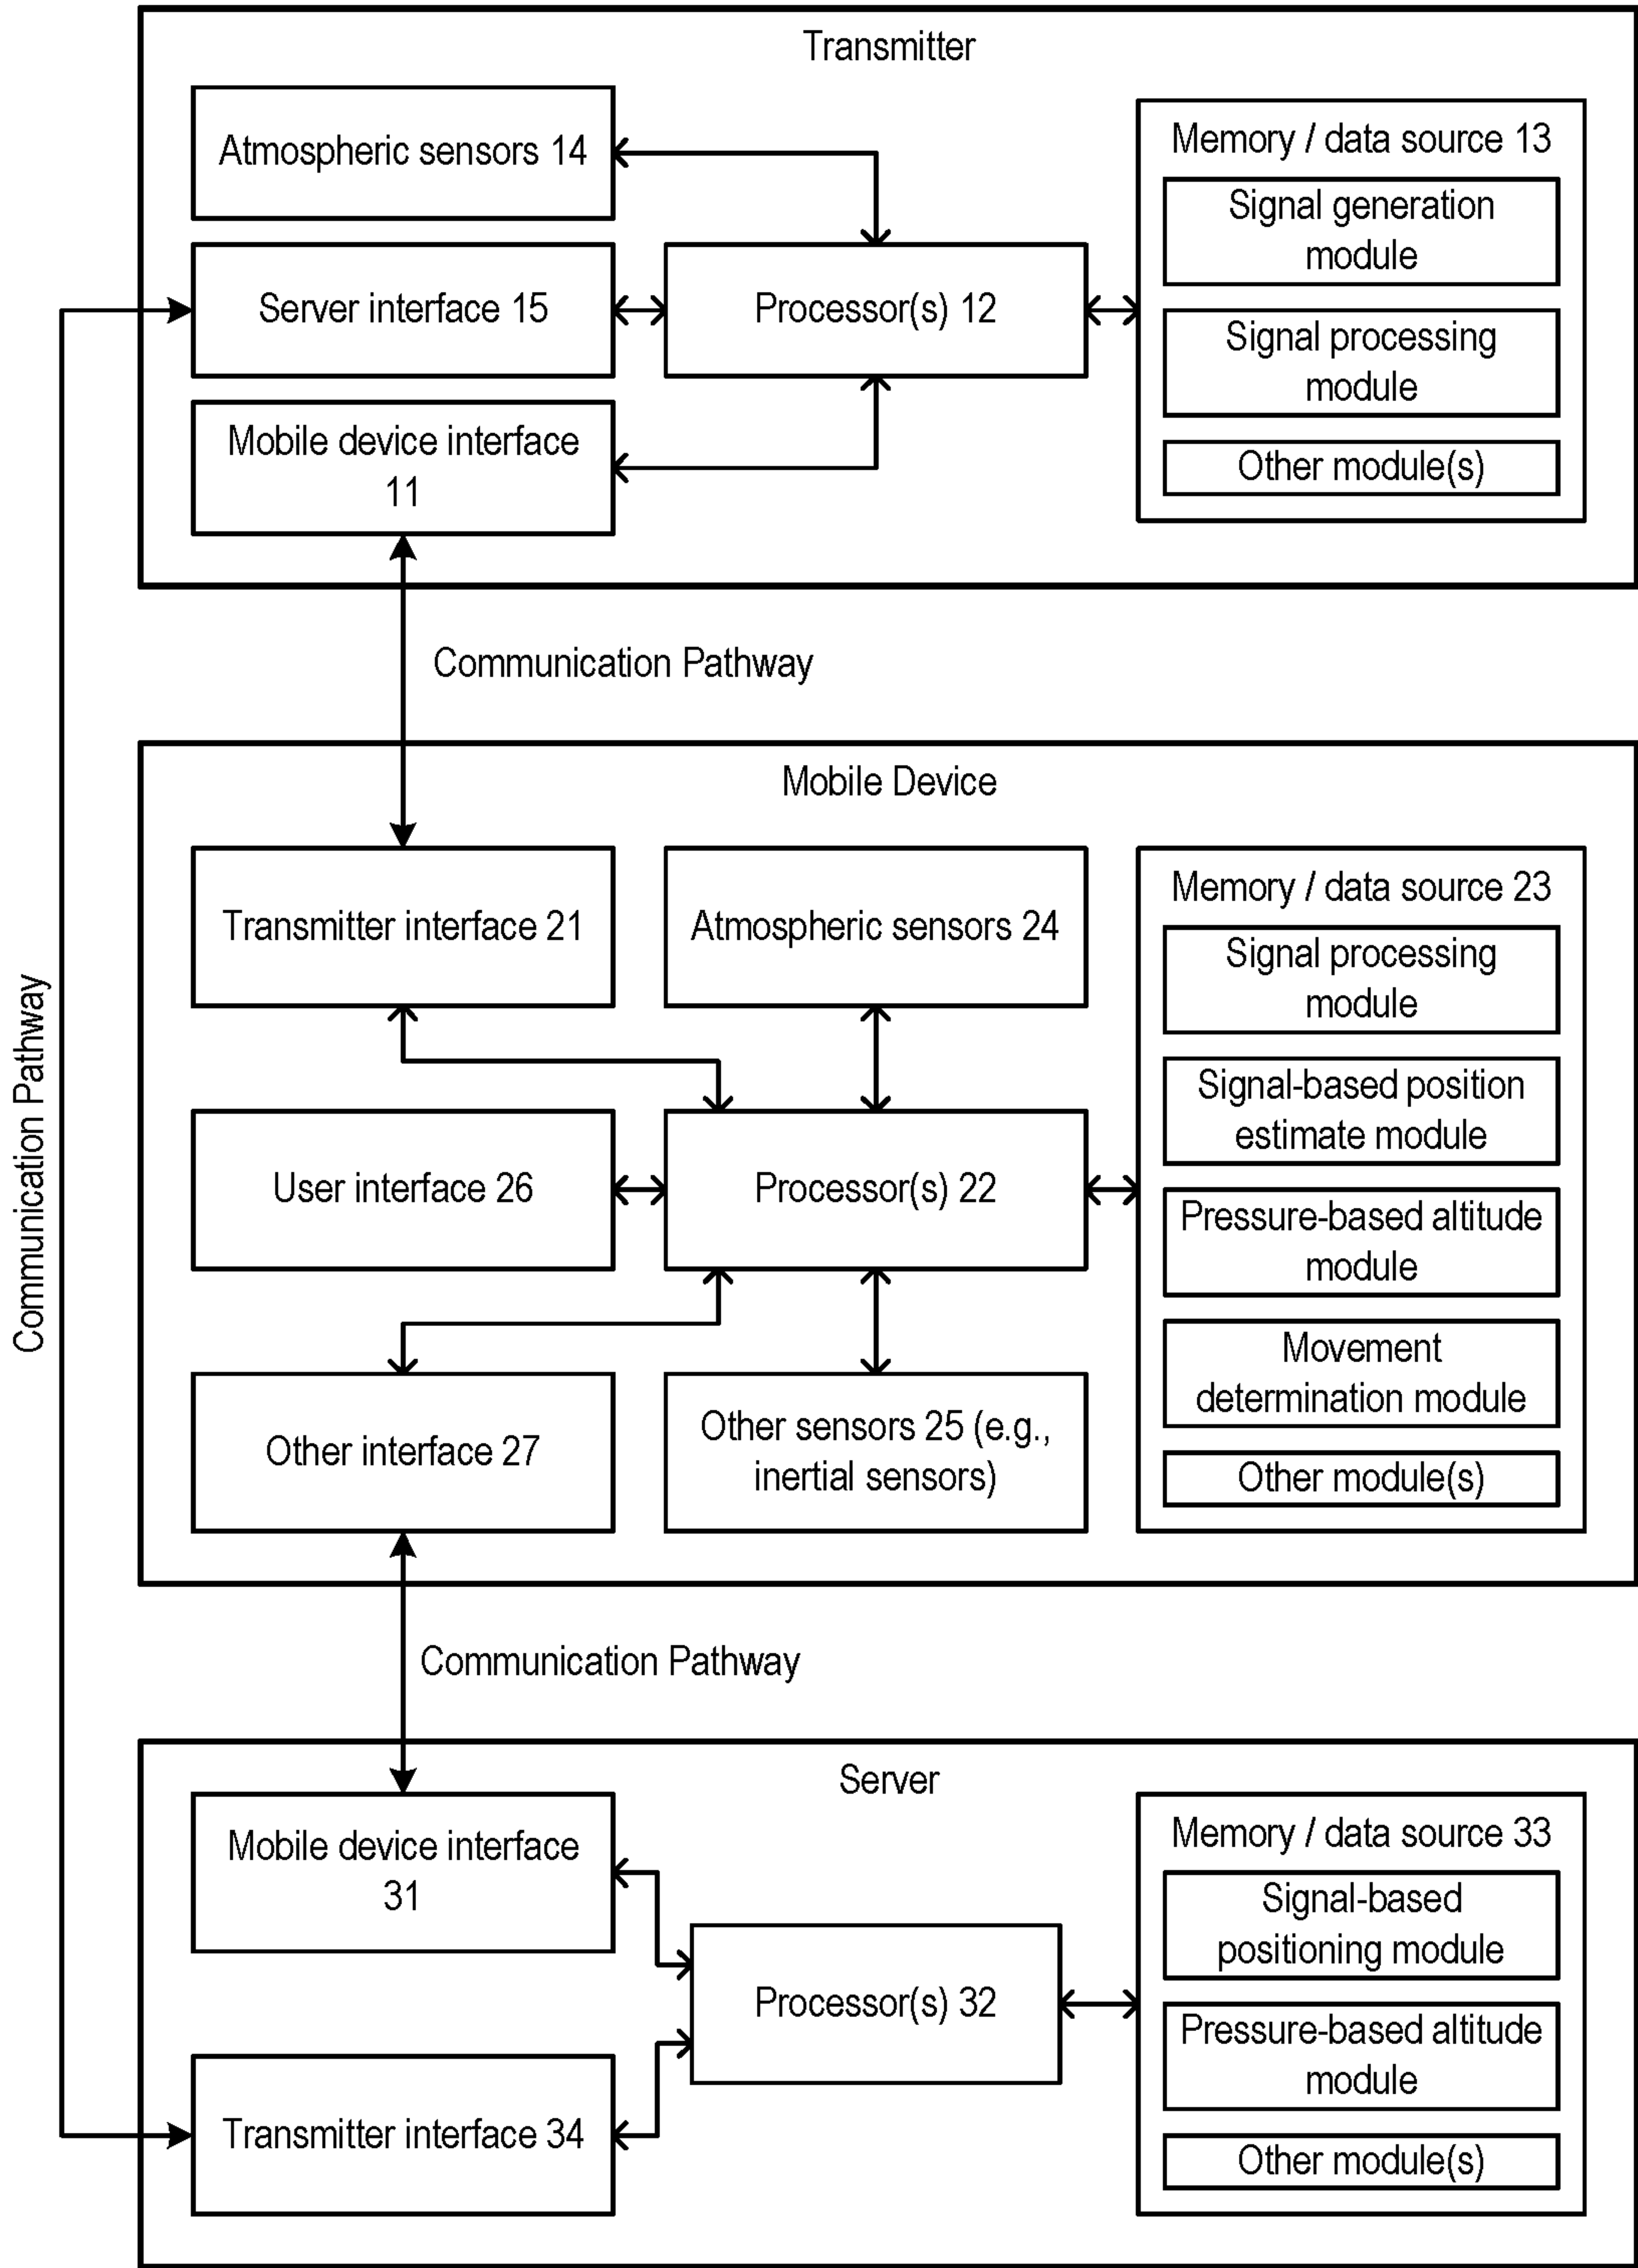 Transmitter
Atmospheric sensors 14
Server interface 15
Mobile device interface
11
Processor(s) 12
Memory / data source 13
Signal generation
module
Signal processing
module
Other module(s)
Communication Pathway
Communication Pathway
Mobile Device
Transmitter interface 21
Atmospheric sensors 24
User interface 26
Processor(s) 22
Other interface 27
Other sensors 25 (e.g.,
inertial sensors)
Memory / data source 23
Signal processing
module
Signal-based position
estimate module
Pressure-based altitude
module
Movement
determination module
Other module(s)
Communication Pathway
Server
Mobile device interface
31
Processor(s) 32
Transmitter interface 34
Memory / data source 33
Signal-based
positioning module
Pressure-based altitude
module
Other module(s)